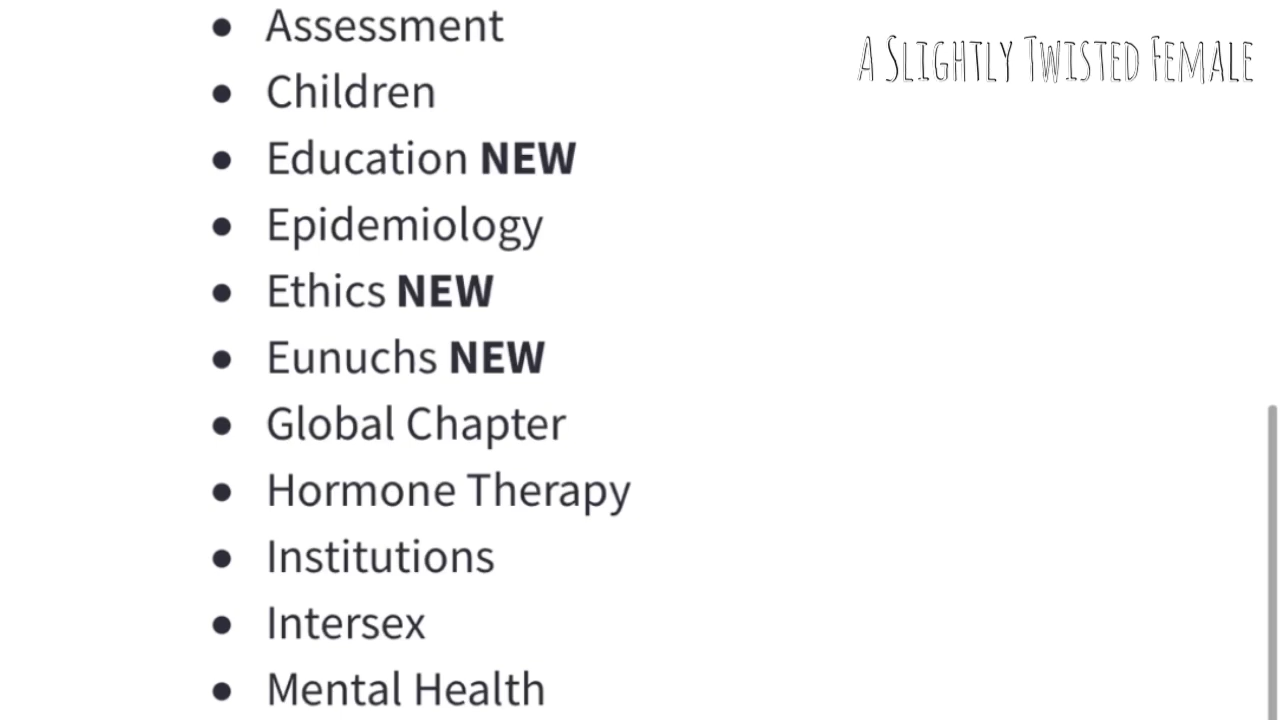 A Slightly Twisted Female
• Assessment
• Children
• Education NEW
• Epidemiology
• Ethics NEW
• Eunuchs NEW
• Global Chapter
• Hormone Therapy
• Institutions
• Intersex
• Mental Health